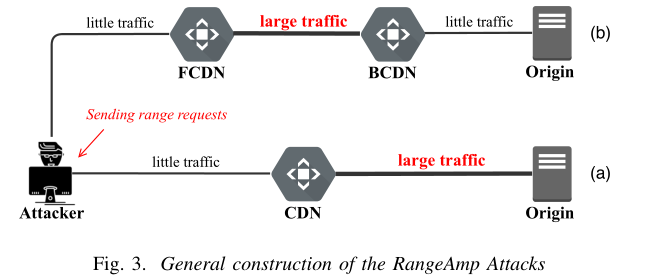 little traffic
large traffic
little traffic
(b)
FCDN
BCDN
Origin
Sending range requests
little traffic
large traffic
(a)
Attacker
CDN
Origin
Fig. 3. General construction of the RangeAmp Attacks